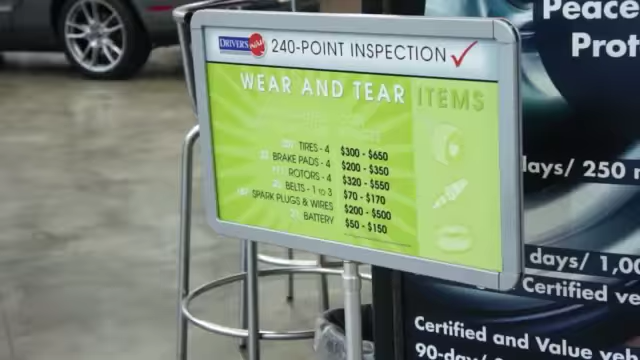 DRIVERS
240-POINT INSPECTION
WEAR AND TEAR ITEMS
TIRES - 4 $300 - $650
BRAKE PADS - 4 $200 - $350
ROTORS - 4 $320 - $550
BELTS - 1 to 3 $70 - $170
SPARK PLUGS & WIRES $200 - $500
BATTERY $50 - $150
Peace
Prot
days/ 250
days/ 1,00
Certified ve
Certified and Value
90-day/